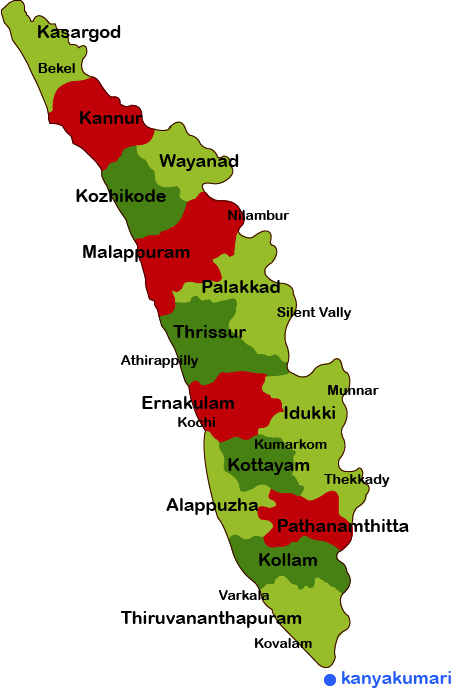 Kasargod
Bekel
Kannur
Wayanad
Kozhikode
Nilambur
Malappuram
Palakkad
Silent Vally
Thrissur
Athirappilly
Munnar
Ernakulam
Idukki
Kochi
Kumarkom
Kottayam
Thekkady
Alappuzha
Pathanamthitta
Kollam
Varkala
Thiruvananthapuram
Kovalam
kanyakumari